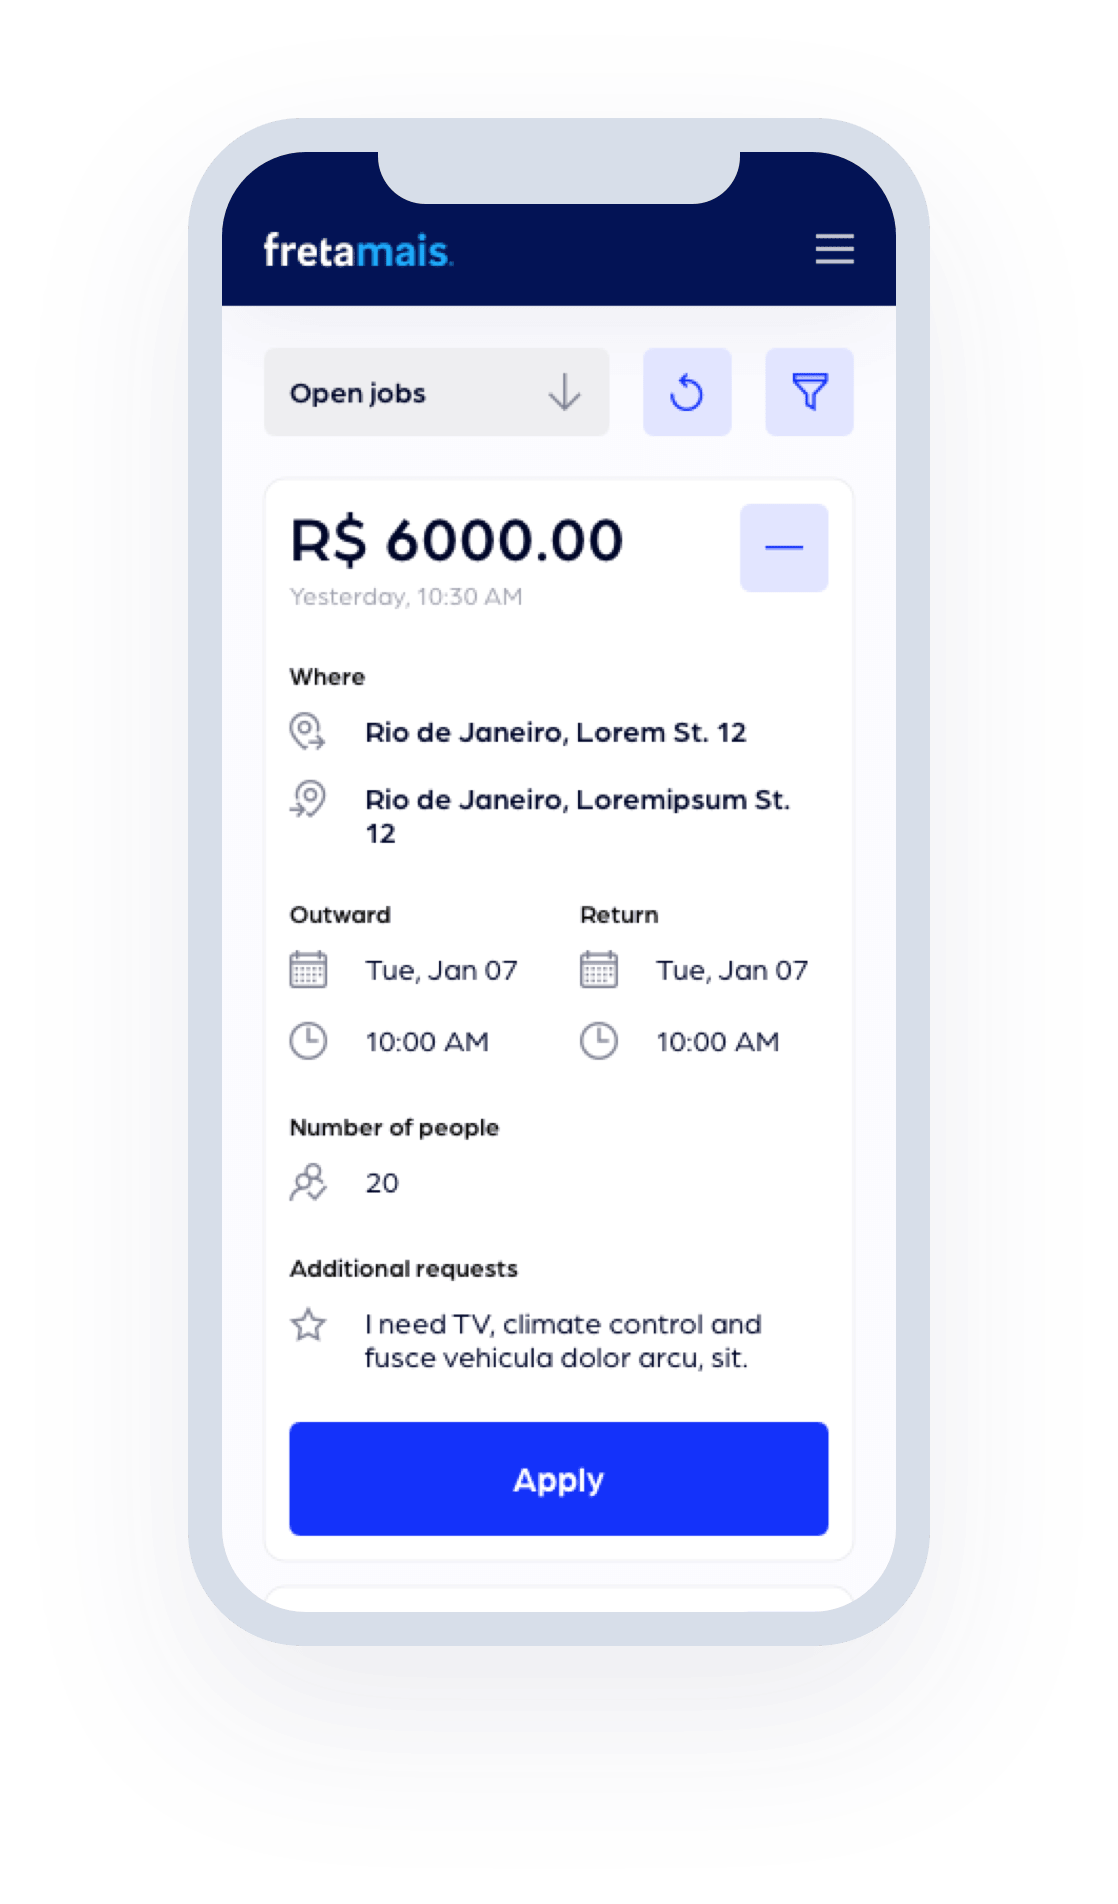 fretamais.
Open jobs
R$ 6000.00
Yesterday, 10:30 AM
Where
Rio de Janeiro, Lorem St. 12
Rio de Janeiro, Loremipsum St.
12
Outward
Return
Tue, Jan 07
Tue, Jan 07
10:00 AM
10:00 AM
Number of people
20
Additional requests
I need TV, climate control and
fusce vehicula dolor arcu, sit.
Apply